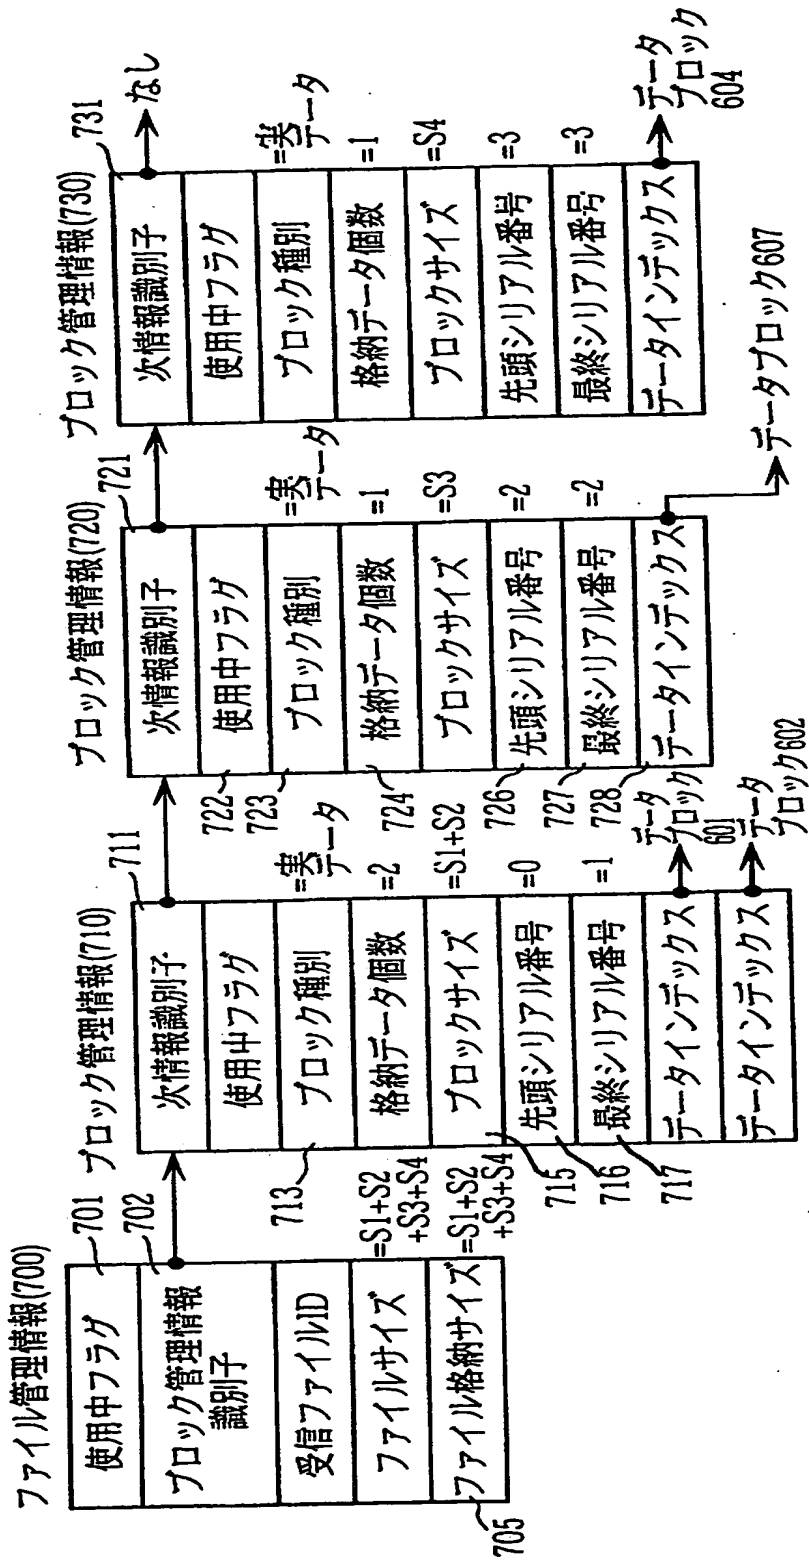 ファイル管理情報(700)
701
使用中フラグ
702
ブロック管理情報
識別子
受信ファイルID
ファイルサイズ
=S1+S2
+S3+S4
ファイル格納サイズ
=S1+S2
+S3+S4
705
ブロック管理情報(710)
711
次情報識別子
使用中フラグ
ブロック種別
=実
データ
713
格納データ個数
=2
ブロックサイズ
=S1+S2
715
先頭シリアル番号
=0
716
最終シリアル番号
=1
717
データインデックス
データ
ブロック
601
データインデックス
データ
ブロック602
ブロック管理情報(720)
721
次情報識別子
使用中フラグ
722
ブロック種別
=実
データ
723
格納データ個数
=1
724
ブロックサイズ
=S3
先頭シリアル番号
=2
726
最終シリアル番号
=2
727
データインデックス
728
データブロック607
ブロック管理情報(730)
731
次情報識別子
なし
使用中フラグ
ブロック種別
=実
データ
格納データ個数
=1
ブロックサイズ
=S4
先頭シリアル番号
=3
最終シリアル番号
=3
データインデックス
データ
ブロック
604